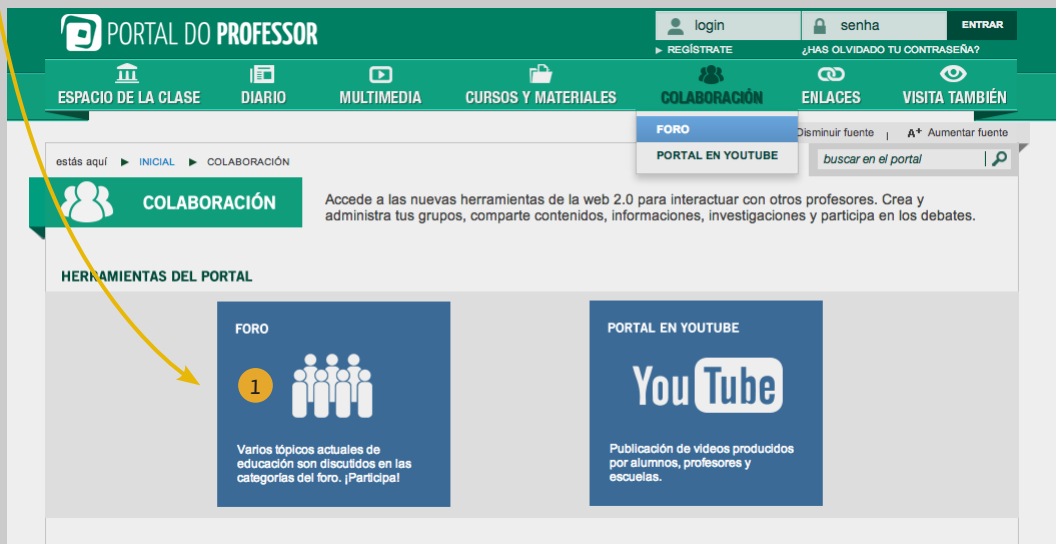 PORTAL DO PROFESSOR
login
senha
ENTRAR
► REGÍSTRATE
¿HAS OLVIDADO TU CONTRASEÑA?
ESPACIO DE LA CLASE
DIARIO
MULTIMEDIA
CURSOS Y MATERIALES
COLABORACIÓN
ENLACES
VISITA TAMBIÉN
FORO
PORTAL EN YOUTUBE
Disminuir fuente | A+ Aumentar fuente
buscar en el portal
estás aquí ► INICIAL ► COLABORACIÓN
COLABORACIÓN
Accede a las nuevas herramientas de la web 2.0 para interactuar con otros profesores. Crea y
administra tus grupos, comparte contenidos, informaciones, investigaciones y participa en los debates.
HERRAMIENTAS DEL PORTAL
FORO
1
Varios tópicos actuales de
educación son discutidos en las
categorías del foro. ¡Participa!
PORTAL EN YOUTUBE
You Tube
Publicación de videos producidos
por alumnos, profesores y
escuelas.